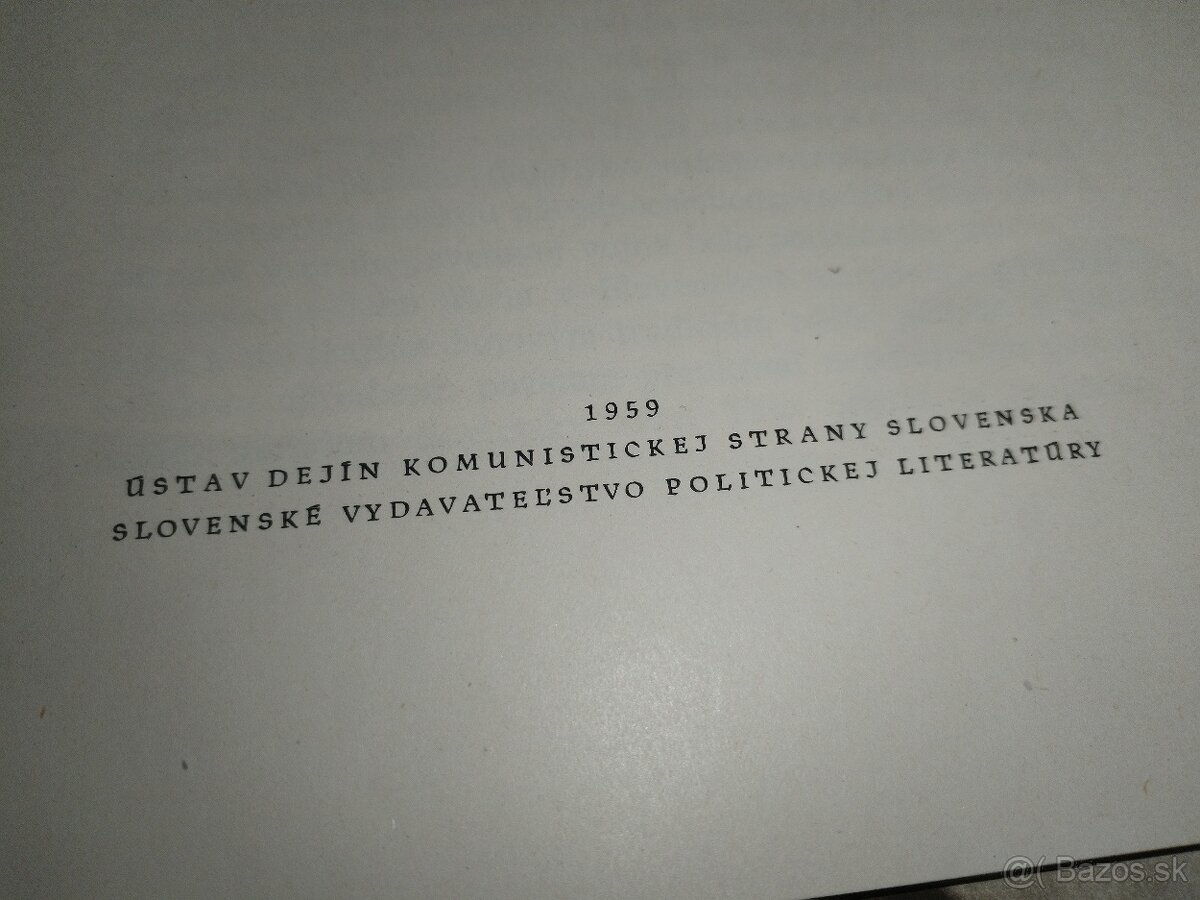 1959
ÚSTAV DEJÍN KOMUNISTICKEJ STRANY SLOVENSKA
SLOVENSKÉ VYDAVATEĽSTVO POLITICKEJ LITERATÚRY
@( Bazos.sk